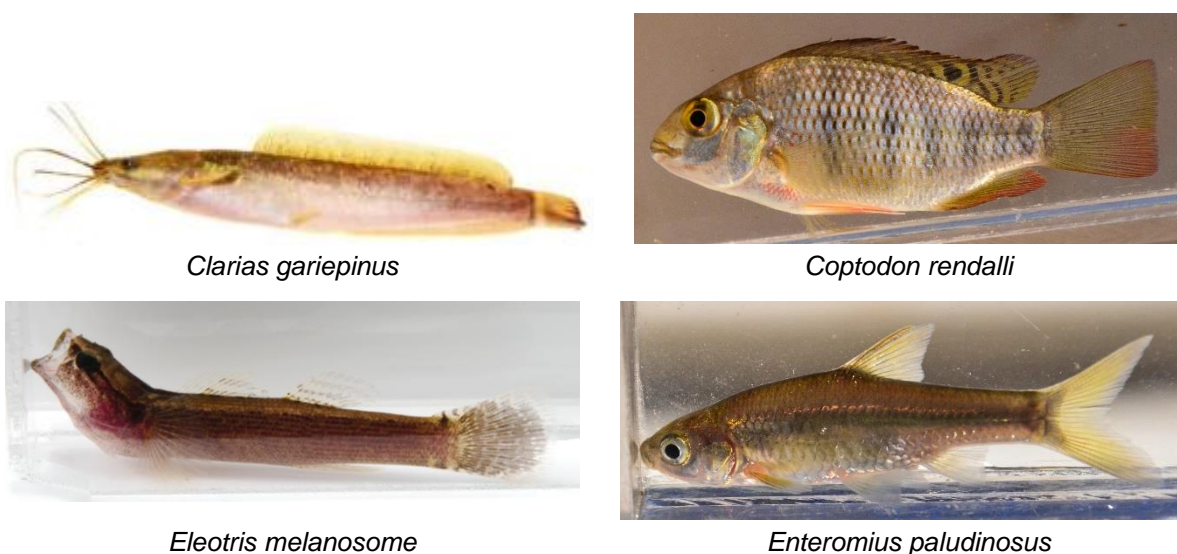 Clarias gariepinus
Coptodon rendalli
Eleotris melanosome
Enteromius paludinosus